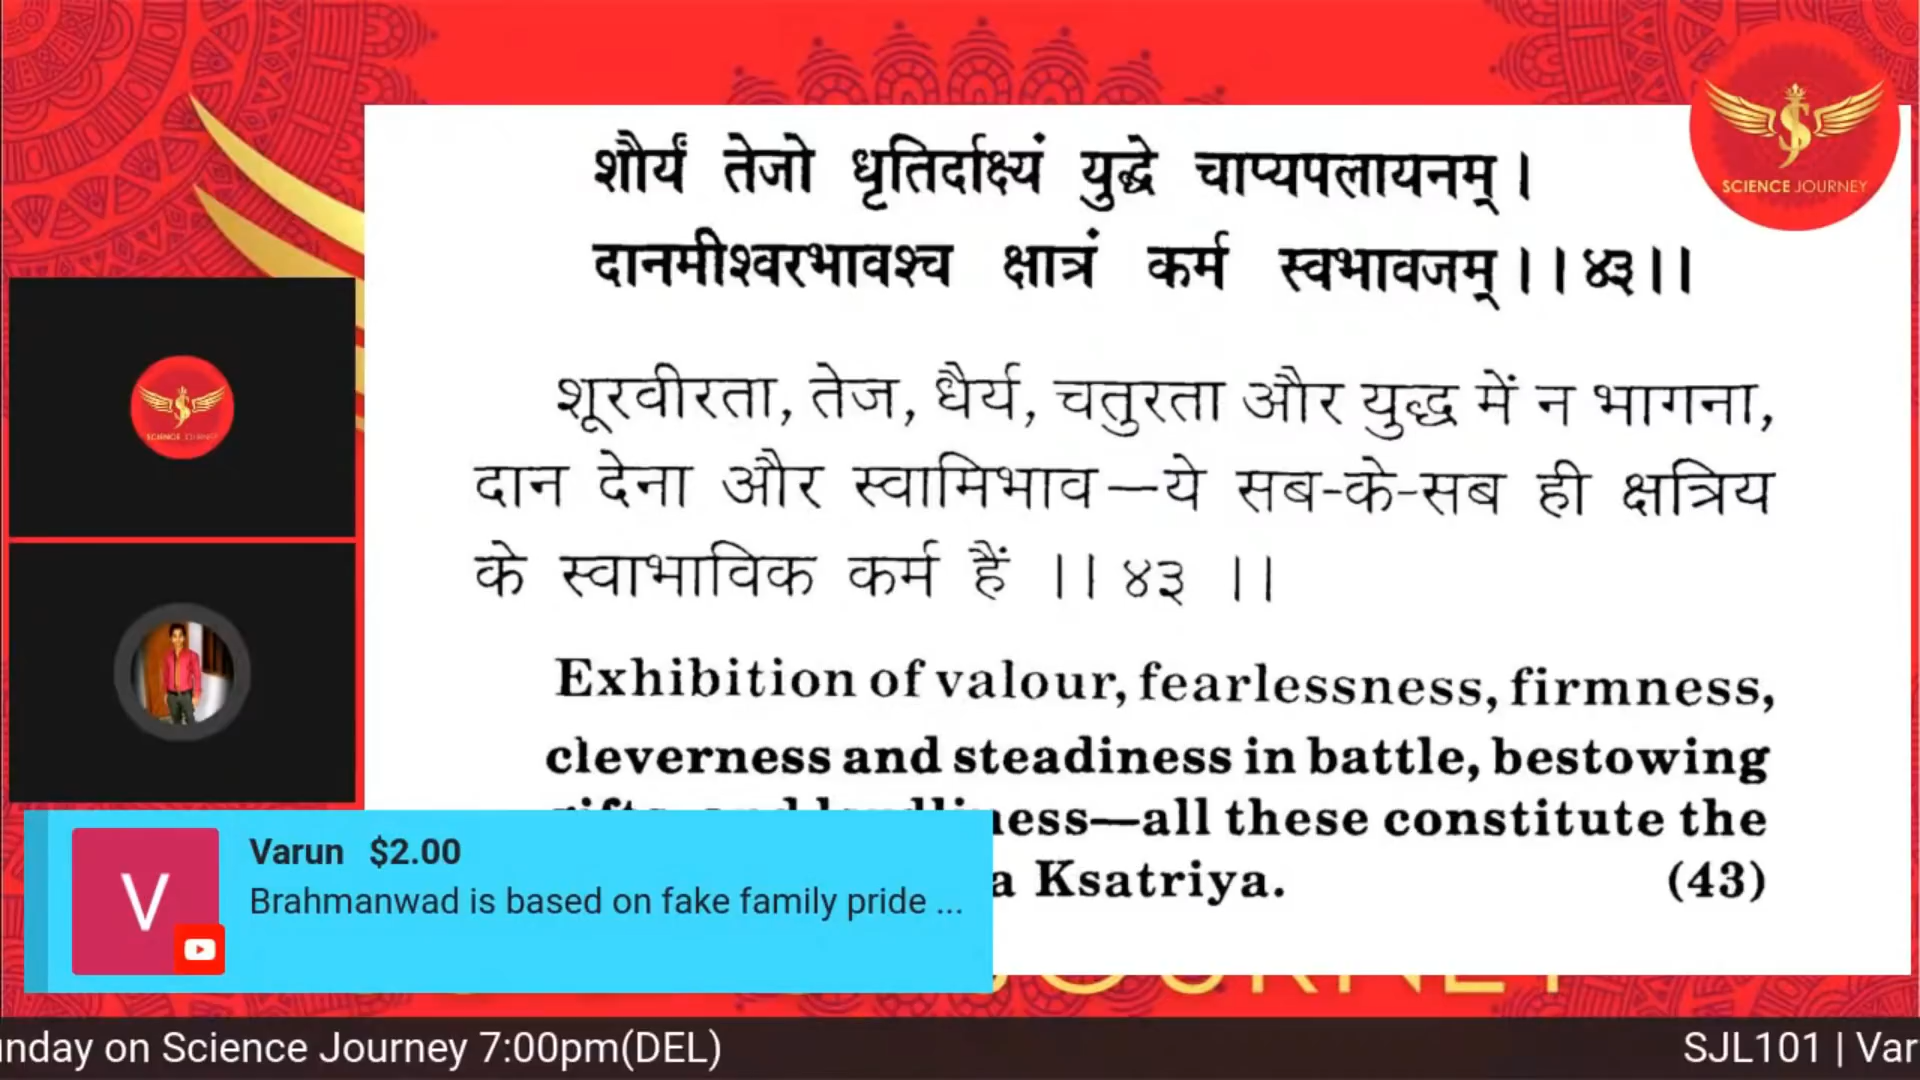 SCIENCE JOURNEY
शौर्यं तेजो धृतिर्दाक्ष्यं युद्धे चाप्यपलायनम् ।
दानमीश्वरभावश्च क्षात्रं कर्म स्वभावजम् ।। ४३ ।।
शूरवीरता, तेज, धैर्य, चतुरता और युद्ध में न भागना,
दान देना और स्वामिभाव—ये सब-के-सब ही क्षत्रिय
के स्वाभाविक कर्म हैं ।। ४३ ।।
Exhibition of valour, fearlessness, firmness,
cleverness and steadiness in battle, bestowing
ness—all these constitute the
a Ksatriya. (43)
Varun $2.00
Brahmanwad is based on fake family pride ...
V
unday on Science Journey 7:00pm(DEL)
SJL101 | Var